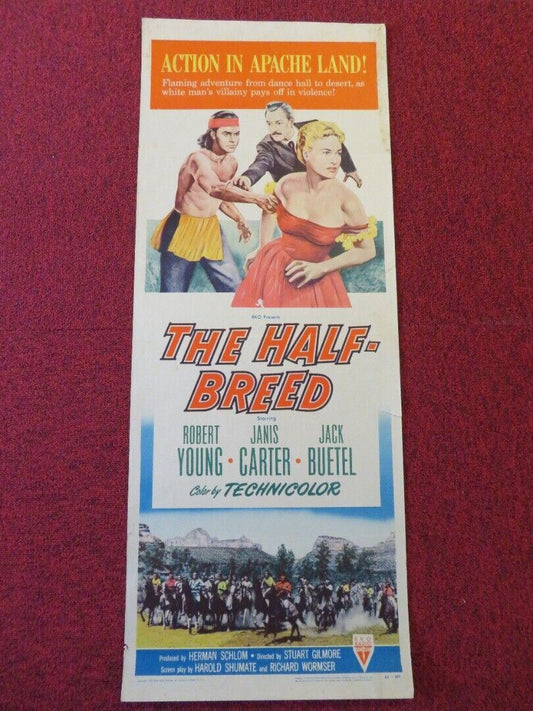 ACTION IN APACHE LAND!
Flaming adventure from dance hall to desert, as
white man's villainy pays off in violence!
RKO Presents
THE HALF-
BREED
Starring
ROBERT YOUNG • JANIS CARTER • JACK BUETEL
Color by TECHNICOLOR
Produced by HERMAN SCHLOM • Directed by STUART GILMORE
Screen play by HAROLD SHUMATE and RICHARD WORMSER
RKO
RADIO